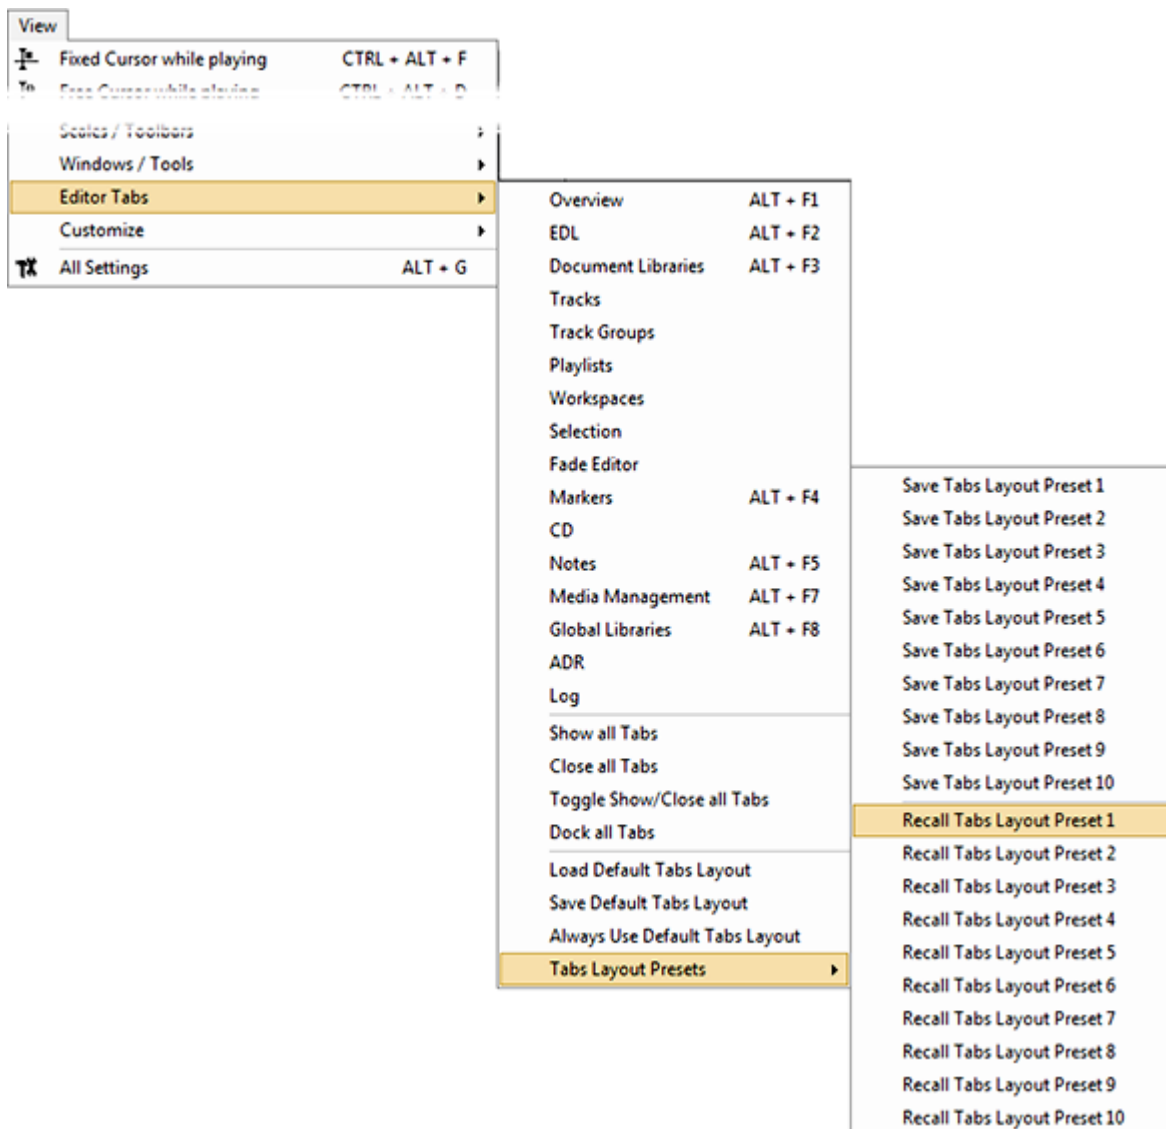 View
Fixed Cursor while playing CTRL + ALT + F
Free Cursor while playing CTRL + ALT + D
Scales / Toolbars
Windows / Tools
Editor Tabs
Customize
All Settings ALT + G
Overview ALT + F1
EDL ALT + F2
Document Libraries ALT + F3
Tracks
Track Groups
Playlists
Workspaces
Selection
Fade Editor
Markers ALT + F4
CD
Notes ALT + F5
Media Management ALT + F7
Global Libraries ALT + F8
ADR
Log
Show all Tabs
Close all Tabs
Toggle Show/Close all Tabs
Dock all Tabs
Load Default Tabs Layout
Save Default Tabs Layout
Always Use Default Tabs Layout
Tabs Layout Presets
Save Tabs Layout Preset 1
Save Tabs Layout Preset 2
Save Tabs Layout Preset 3
Save Tabs Layout Preset 4
Save Tabs Layout Preset 5
Save Tabs Layout Preset 6
Save Tabs Layout Preset 7
Save Tabs Layout Preset 8
Save Tabs Layout Preset 9
Save Tabs Layout Preset 10
Recall Tabs Layout Preset 1
Recall Tabs Layout Preset 2
Recall Tabs Layout Preset 3
Recall Tabs Layout Preset 4
Recall Tabs Layout Preset 5
Recall Tabs Layout Preset 6
Recall Tabs Layout Preset 7
Recall Tabs Layout Preset 8
Recall Tabs Layout Preset 9
Recall Tabs Layout Preset 10